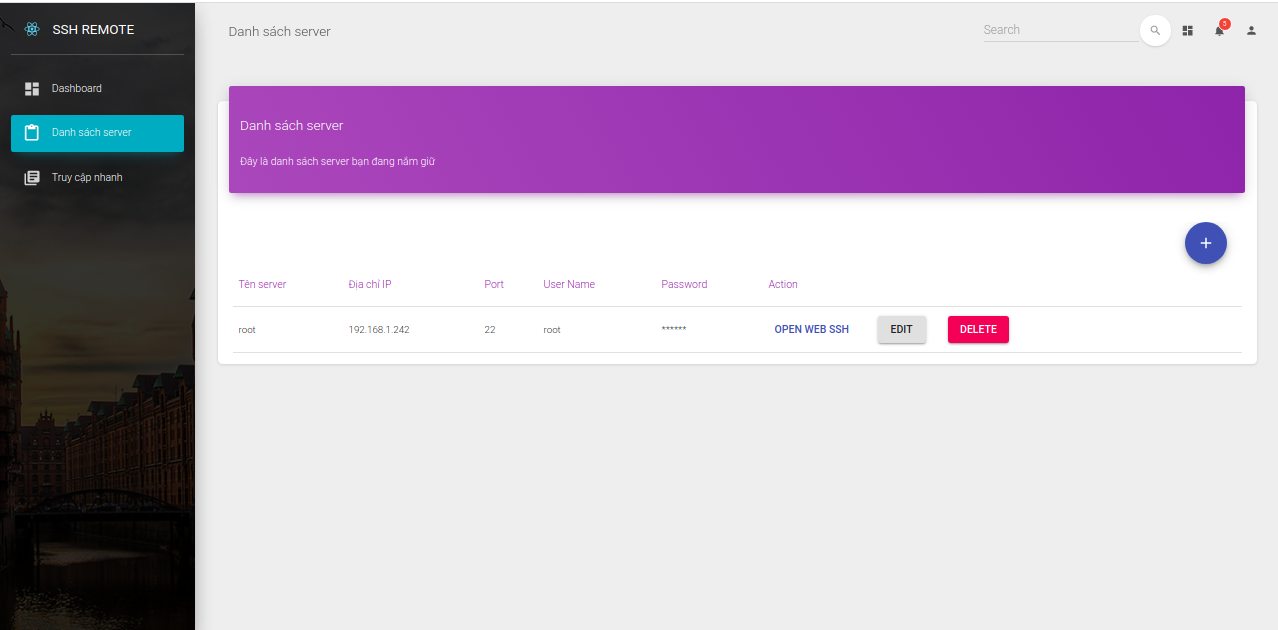 SSH REMOTE
Dashboard
Danh sách server
Truy cập nhanh
Danh sách server
Search
5
Danh sách server
Đây là danh sách server bạn đang nắm giữ
+
Tên server Địa chỉ IP Port User Name Password Action
root 192.168.1.242 22 root ****** OPEN WEB SSH EDIT DELETE